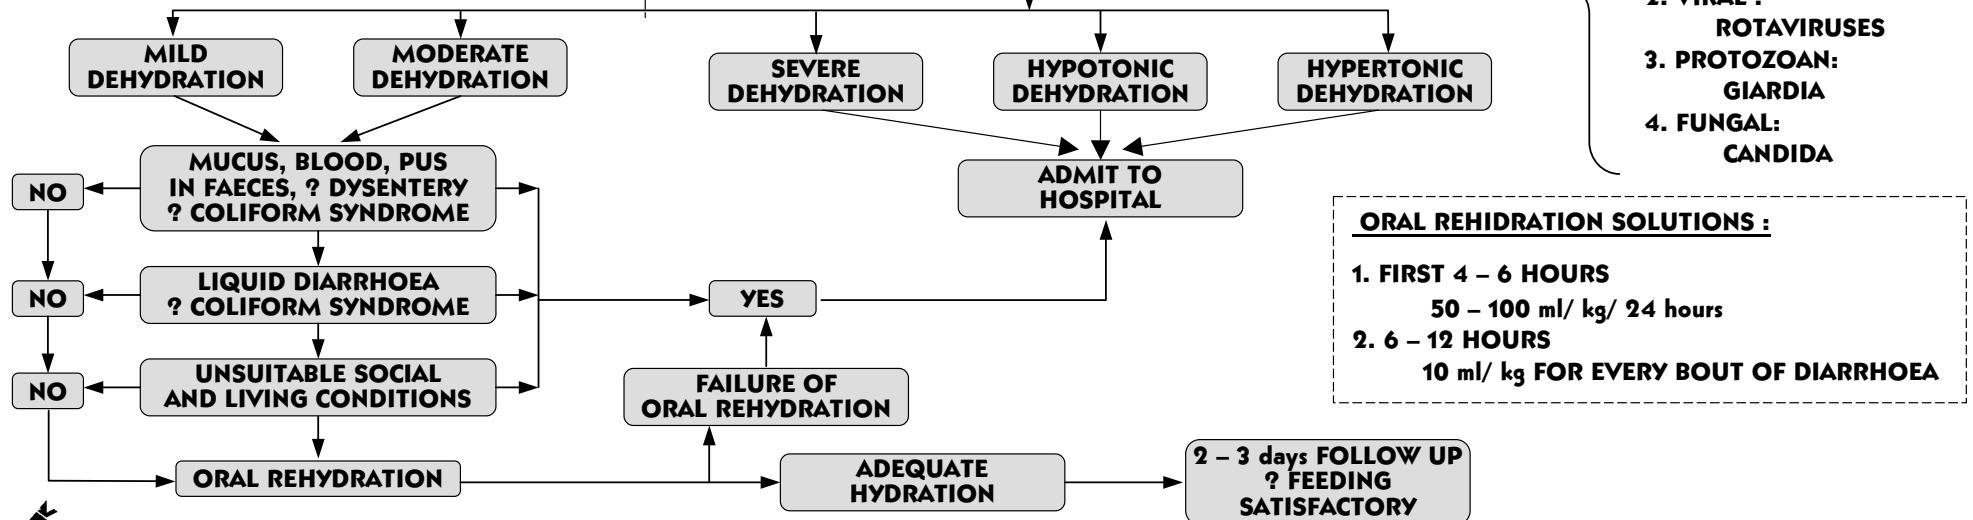 MILD
DEHYDRATION
MODERATE
DEHYDRATION
SEVERE
DEHYDRATION
HYPOTONIC
DEHYDRATION
HYPERTONIC
DEHYDRATION
2. VIRAL :
ROTAVIRUSES
3. PROTOZOAN:
GIARDIA
4. FUNGAL:
CANDIDA
MUCUS, BLOOD, PUS
IN FAECES, ? DYSENTERY
? COLIFORM SYNDROME
NO
ADMIT TO
HOSPITAL
LIQUID DIARRHOEA
? COLIFORM SYNDROME
NO
YES
UNSUITABLE SOCIAL
AND LIVING CONDITIONS
NO
FAILURE OF
ORAL REHYDRATION
ORAL REHYDRATION
ADEQUATE
HYDRATION
2 – 3 days FOLLOW UP
? FEEDING
SATISFACTORY
ORAL REHIDRATION SOLUTIONS :
1. FIRST 4 – 6 HOURS
50 – 100 ml/ kg/ 24 hours
2. 6 – 12 HOURS
10 ml/ kg FOR EVERY BOUT OF DIARRHOEA